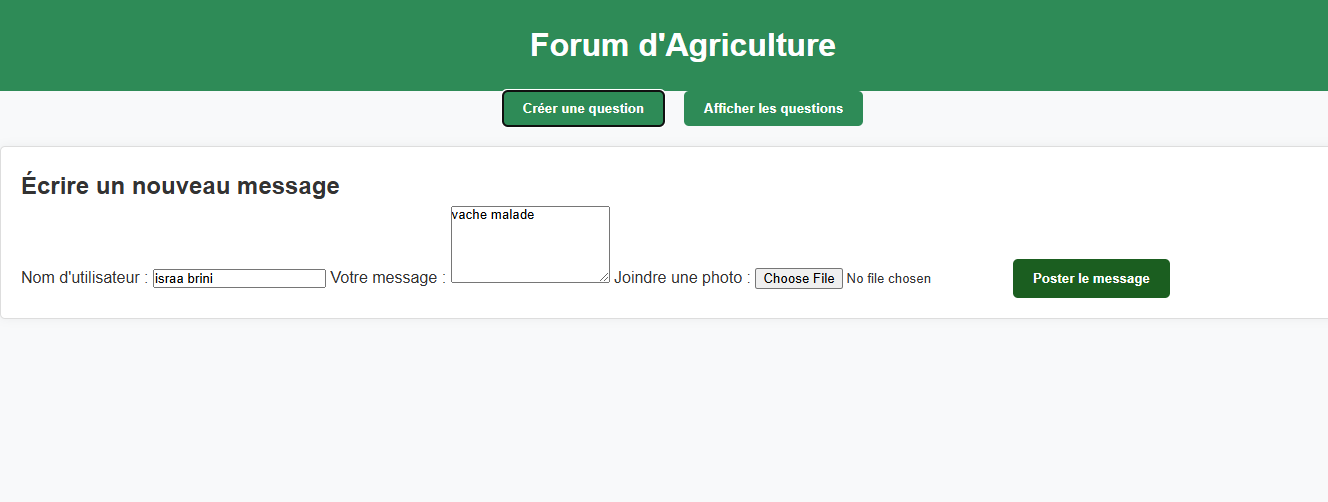 Forum d'Agriculture
Créer une question Afficher les questions
Écrire un nouveau message
vache malade
Nom d'utilisateur : israa brini Votre message : Joindre une photo : Choose File No file chosen Poster le message